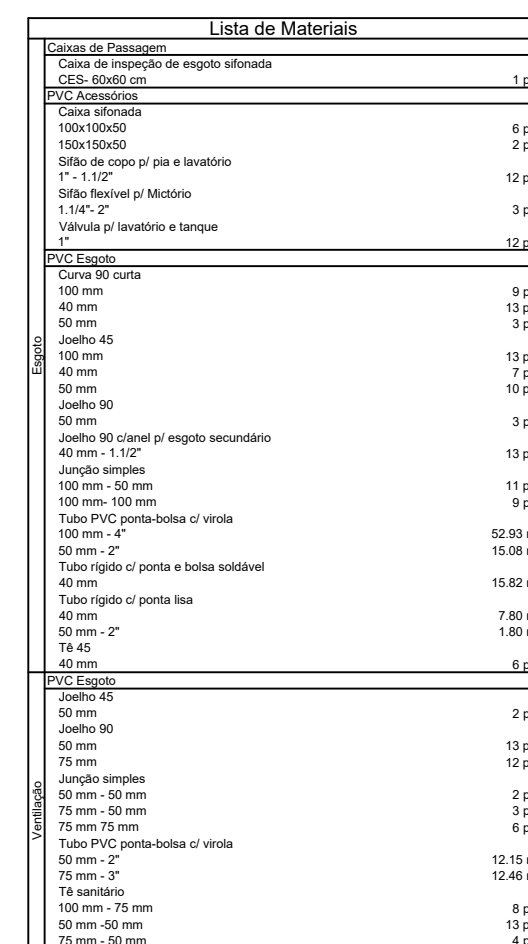 Lista de Materiais
Caixas de Passagem
Caixa de inspeção de esgoto sifonada
CES- 60x60 cm 1 p
PVC Acessórios
Caixa sifonada
100x100x50 6 p
150x150x50 2 p
Sifão de copo p/ pia e lavatório
1" - 1.1/2" 12 p
Sifão flexível p/ Mictório
1.1/4"- 2" 3 p
Válvula p/ lavatório e tanque
1" 12 p
PVC Esgoto
Curva 90 curta
100 mm 9 p
40 mm 13 p
50 mm 3 p
Esgoto
Joelho 45
100 mm 13 p
40 mm 7 p
50 mm 10 p
Joelho 90
50 mm 3 p
Joelho 90 c/anel p/ esgoto secundário
40 mm - 1.1/2" 13 p
Junção simples
100 mm - 50 mm 11 p
100 mm- 100 mm 9 p
Tubo PVC ponta-bolsa c/ virola
100 mm - 4" 52.93
50 mm - 2" 15.08
Tubo rígido c/ ponta e bolsa soldável
40 mm 15.82
Tubo rígido c/ ponta lisa
40 mm 7.80
50 mm - 2" 1.80
Tê 45
40 mm 6 p
PVC Esgoto
Joelho 45
50 mm 2 p
Joelho 90
50 mm 13 p
75 mm 12 p
Ventilação
Junção simples
50 mm - 50 mm 2 p
75 mm - 50 mm 3 p
75 mm 75 mm 6 p
Tubo PVC ponta-bolsa c/ virola
50 mm - 2" 12.15
75 mm - 3" 12.46
Tê sanitário
100 mm - 75 mm 8 p
50 mm -50 mm 13 p
75 mm - 50 mm 4 p